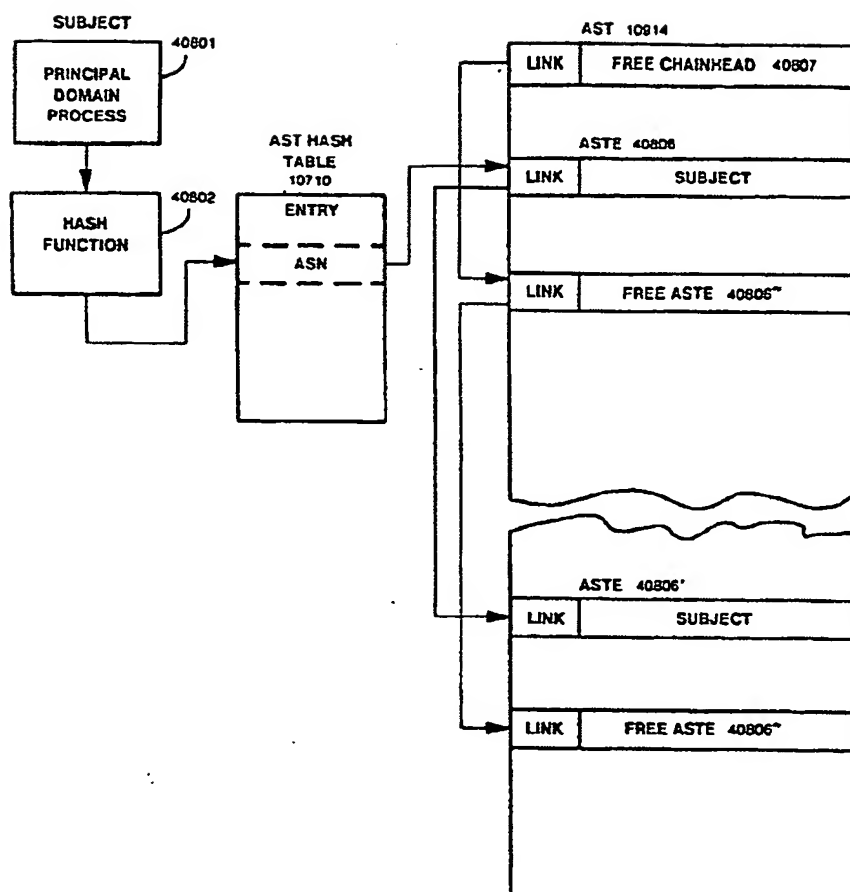 SUBJECT
40801
PRINCIPAL
DOMAIN
PROCESS
40802
HASH
FUNCTION
AST HASH
TABLE
10710
ENTRY
ASN
AST 10914
LINK FREE CHAINHEAD 40807
ASTE 40806
LINK SUBJECT
LINK FREE ASTE 40806"
ASTE 40806'
LINK SUBJECT
LINK FREE ASTE 40806"